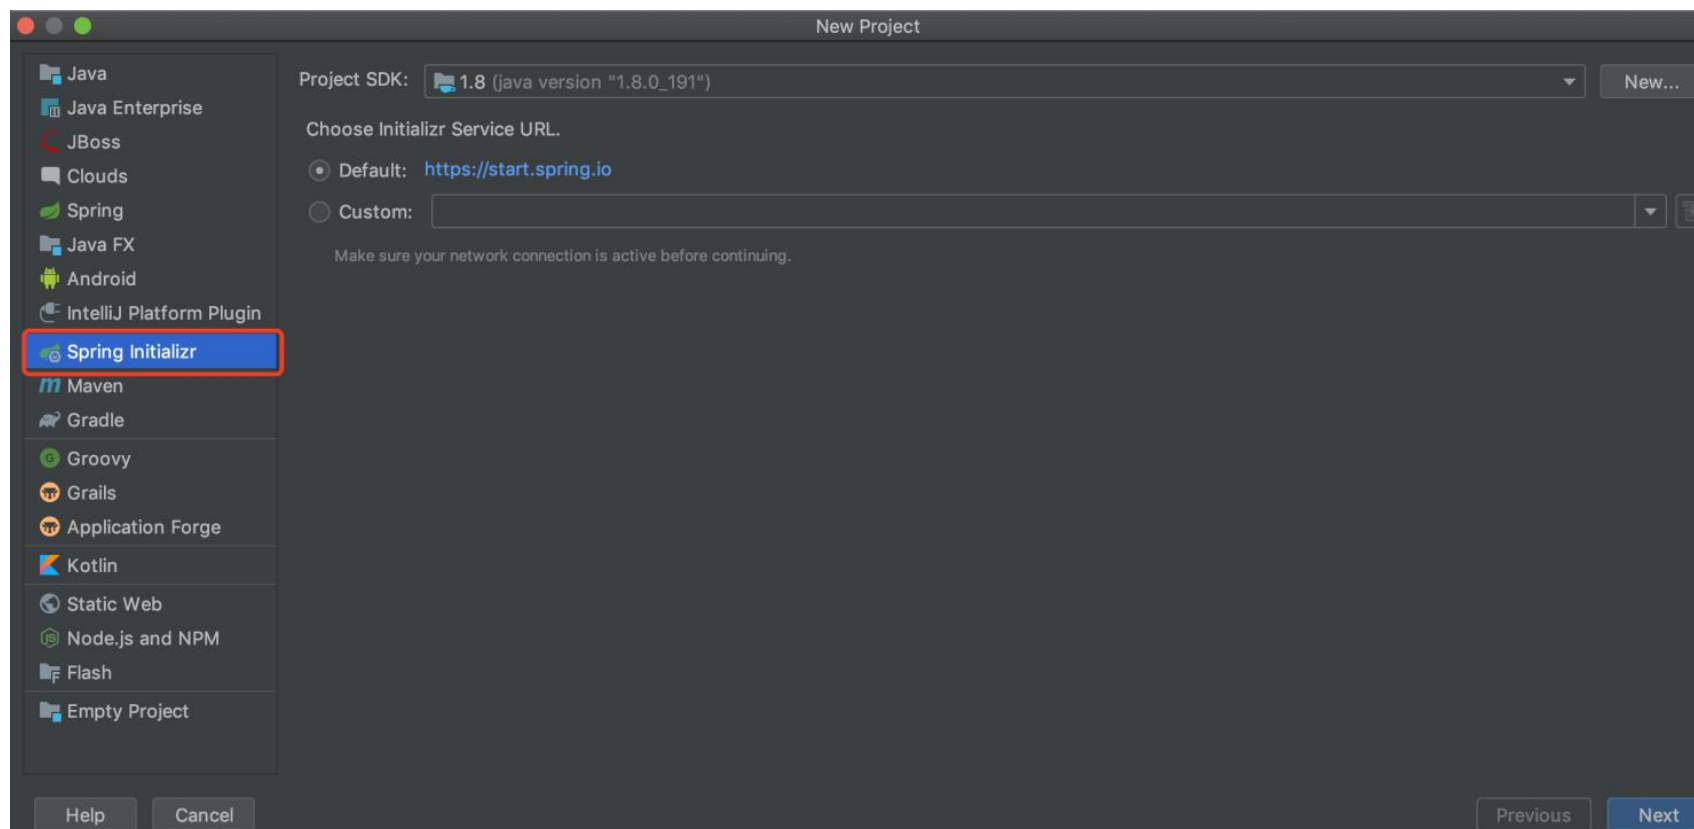 New Project
Java
Java Enterprise
JBoss
Clouds
Spring
Java FX
Android
IntelliJ Platform Plugin
Spring Initializr
Maven
Gradle
Groovy
Grails
Application Forge
Kotlin
Static Web
Node.js and NPM
Flash
Empty Project
Project SDK: 1.8 (java version "1.8.0_191") New...
Choose Initializr Service URL.
Default: https://start.spring.io
Custom:
Make sure your network connection is active before continuing.
Help Cancel Previous Next